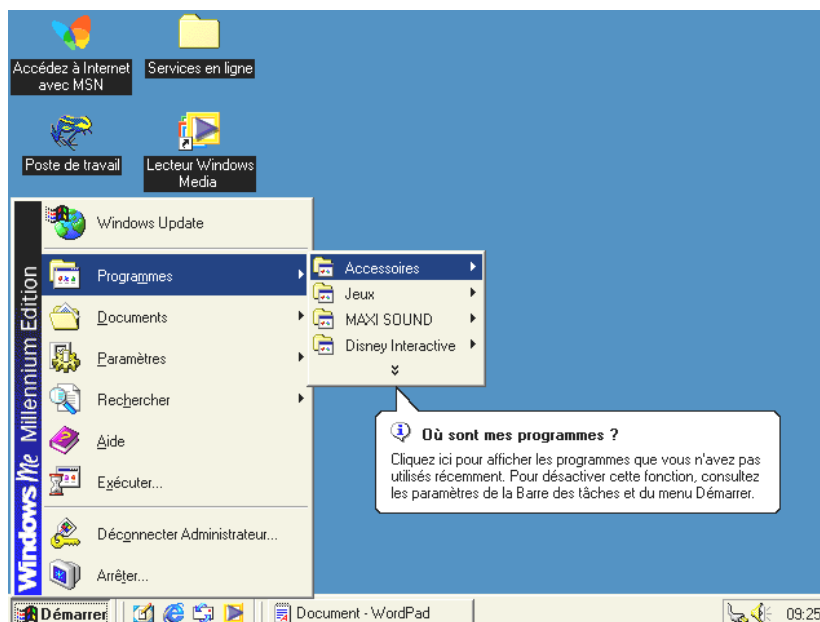 Accédez à Internet
avec MSN
Services en ligne
Poste de travail
Lecteur Windows
Media
Windows Me Millennium Edition
Windows Update
Programmes
Documents
Paramètres
Rechercher
Aide
Exécuter...
Déconnecter Administrateur...
Arrêter...
Accessoires
Jeux
MAXI SOUND
Disney Interactive
Où sont mes programmes ?
Cliquez ici pour afficher les programmes que vous n'avez pas
utilisés récemment. Pour désactiver cette fonction, consultez
les paramètres de la Barre des tâches et du menu Démarrer.
Démarrer
Document - WordPad
09:25